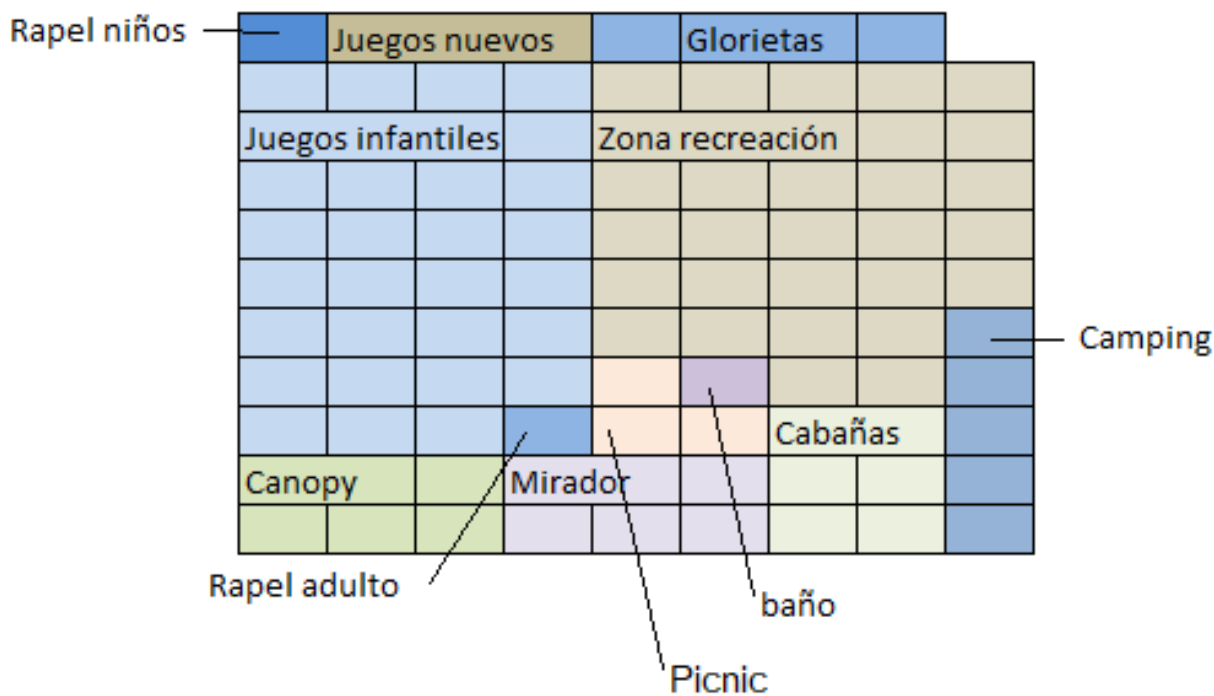 Rapel niños
Juegos nuevos
Glorietas
Juegos infantiles
Zona recreación
Camping
Cabañas
Canopy
Mirador
Rapel adulto
baño
Picnic